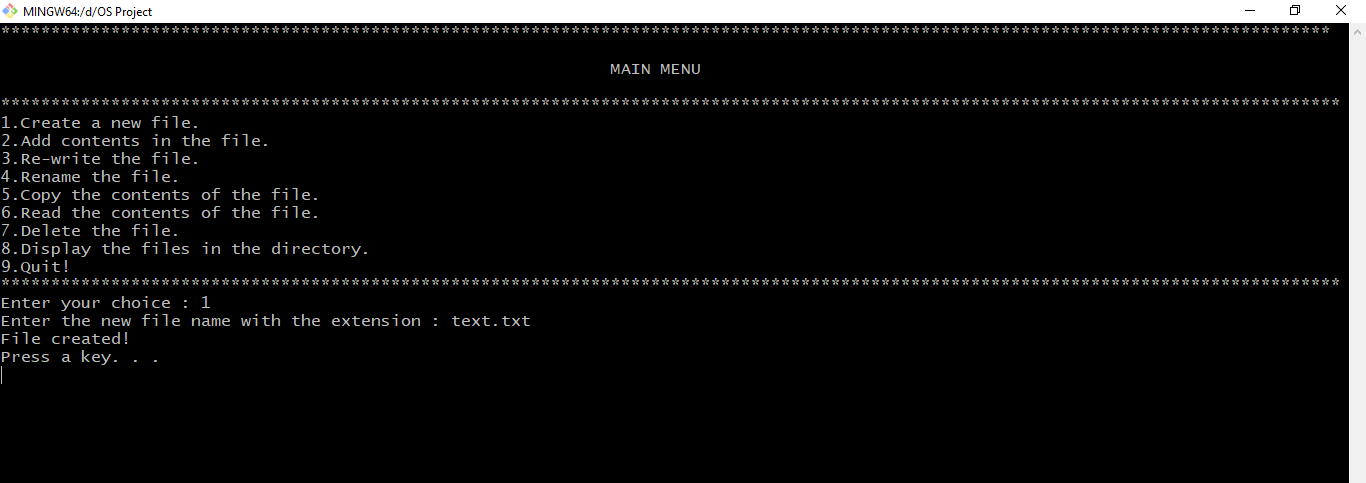 MINGW64:/d/OS Project
*************************************************************************************************************************************
MAIN MENU
**************************************************************************************************************************************
1.Create a new file.
2.Add contents in the file.
3.Re-write the file.
4.Rename the file.
5.Copy the contents of the file.
6.Read the contents of the file.
7.Delete the file.
8.Display the files in the directory.
9.Quit!
**************************************************************************************************************************************
Enter your choice : 1
Enter the new file name with the extension : text.txt
File created!
Press a key. . .